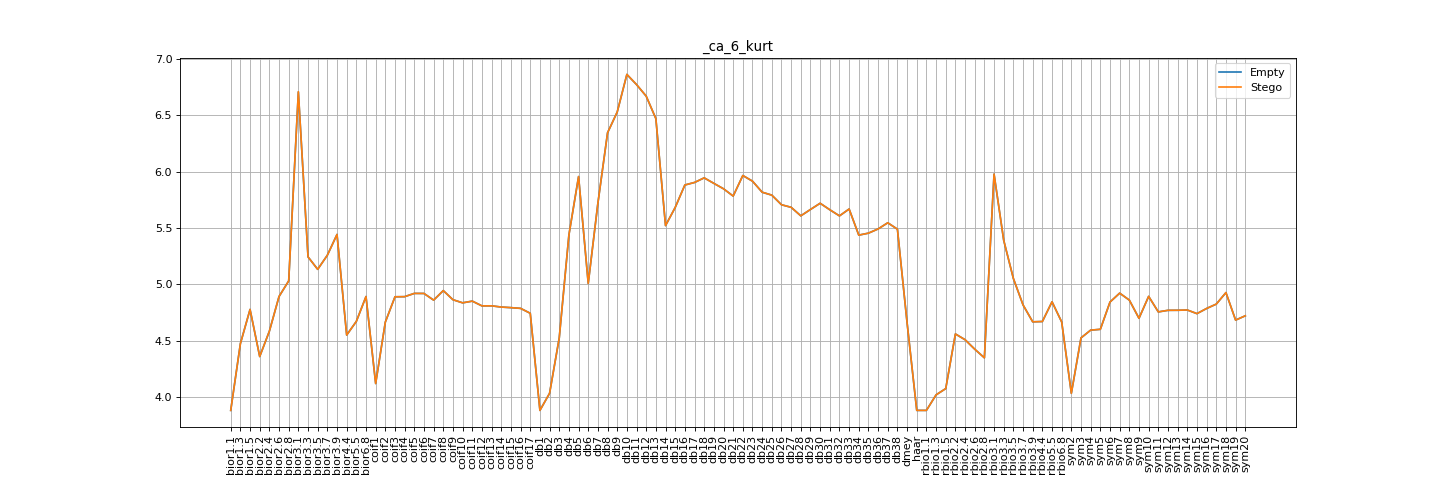 _ca_6_kurt
7.0
6.5
6.0
5.5
5.0
4.5
4.0
Empty
Stego
bior1.1
bior1.3
bior1.5
bior2.2
bior2.4
bior2.6
bior2.8
bior3.1
bior3.3
bior3.5
bior3.7
bior3.9
bior4.4
bior5.5
bior6.8
coif1
coif2
coif3
coif4
coif5
coif6
coif7
coif8
coif9
coif10
coif11
coif12
coif13
coif14
coif15
coif16
coif17
db1
db2
db3
db4
db5
db6
db7
db8
db9
db10
db11
db12
db13
db14
db15
db16
db17
db18
db19
db20
db21
db22
db23
db24
db25
db26
db27
db28
db29
db30
db31
db32
db33
db34
db35
db36
db37
db38
dmey
haar
rbio1.1
rbio1.3
rbio1.5
rbio2.2
rbio2.4
rbio2.6
rbio2.8
rbio3.1
rbio3.3
rbio3.5
rbio3.7
rbio3.9
rbio4.4
rbio5.5
rbio6.8
sym2
sym3
sym4
sym5
sym6
sym7
sym8
sym9
sym10
sym11
sym12
sym13
sym14
sym15
sym16
sym17
sym18
sym19
sym20